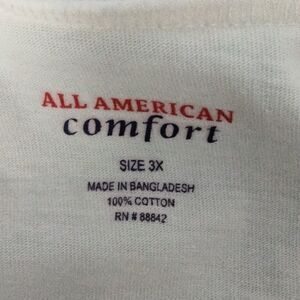 ALL AMERICAN
comfort
SIZE 3X
MADE IN BANGLADESH
100% COTTON
RN # 88842